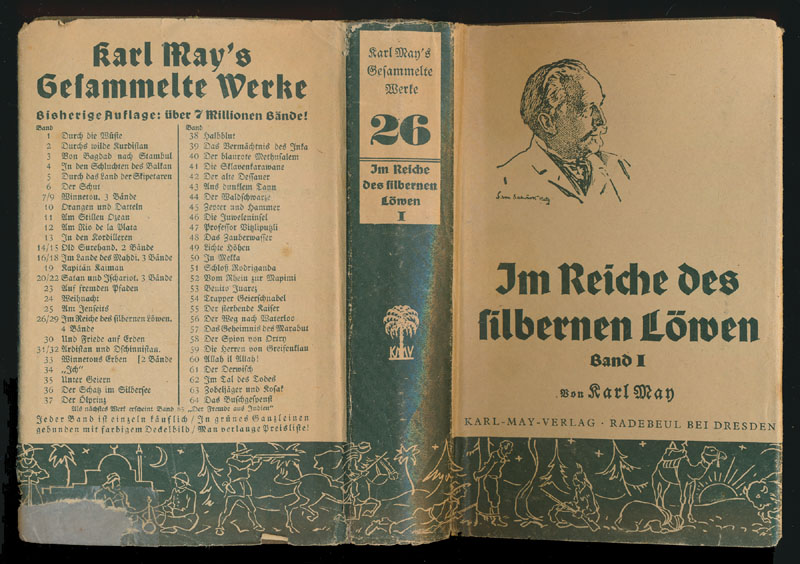 Karl May's
Gesammelte Werke
Bisherige Auflage: über 7 Millionen Bände!
Band
1 Durch die Wüste
2 Durchs wilde Kurdistan
3 Von Bagdad nach Stambul
4 In den Schluchten des Balkan
5 Durch das Land der Skipetaren
6 Der Schut
7/9 Winnetou. 3 Bände
10 Orangen und Datteln
11 Am Stillen Ozean
12 Am Rio de la Plata
13 In den Kordilleren
14/15 Old Surehand. 2 Bände
16/18 Im Lande des Mahdi. 3 Bände
19 Kapitän Kaiman
20/22 Satan und Ischariot. 3 Bände
23 Auf fremden Pfaden
24 Weihnacht
25 Am Jenseits
26/29 Im Reiche des silbernen Löwen.
4 Bände
30 Und Friede auf Erden
31/32 Ardistan und Dschinnistan.
33 Winnetous Erben [2 Bände
34 „Ich“
35 Unter Geiern
36 Der Schatz im Silbersee
37 Der Ölprinz
Band
38 Halbblut
39 Das Vermächtnis des Inka
40 Der blaurote Methusalem
41 Die Sklavenkarawane
42 Der alte Dessauer
43 Aus dunklem Tann
44 Der Waldschwarze
45 Zepter und Hammer
46 Die Juweleninsel
47 Professor Vitzliputzli
48 Das Zauberwasser
49 Lichte Höhen
50 In Mekka
51 Schloß Rodriganda
52 Vom Rhein zur Mapimi
53 Benito Juarez
54 Trapper Geierschnabel
55 Der sterbende Kaiser
56 Der Weg nach Waterloo
57 Das Geheimnis des Marabut
58 Der Spion von Ortry
59 Die Herren von Greifenklau
60 Allah il Allah!
61 Der Derwisch
62 Im Tal des Todes
63 Zobeljäger und Kosak
64 Das Buschgespenst
Als nächstes Werk erscheint Band 65 „Der Fremde aus Indien“
Jeder Band ist einzeln käuflich / In grünes Ganzleinen
gebunden mit farbigem Deckelbild / Man verlange Preisliste!
Karl May's
Gesammelte
Werke
26
Im Reiche
des silbernen
Löwen
I
KMV
Im Reiche des
silbernen Löwen
Band I
Von Karl May
KARL-MAY-VERLAG · RADEBEUL BEI DRESDEN